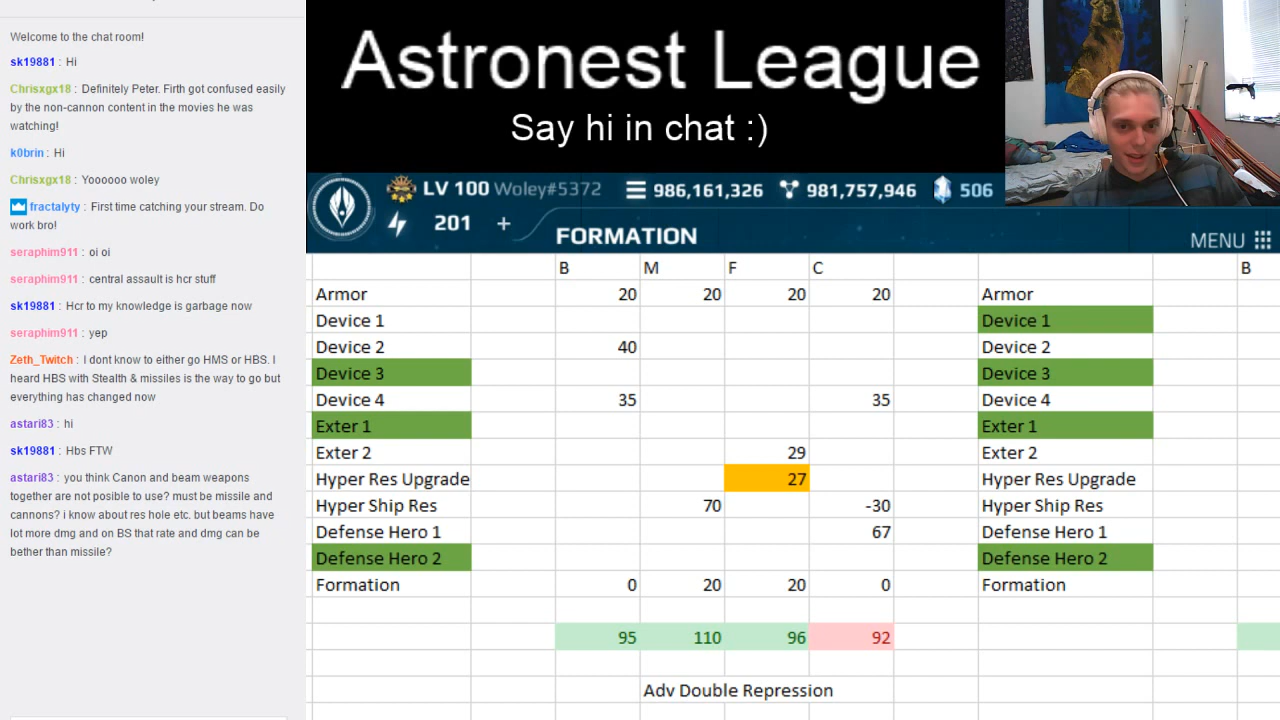 Welcome to the chat room!
sk19881 : Hi
Chrisxgx18 : Definitely Peter. Firth got confused easily
by the non-cannon content in the movies he was
watching!
k0brin : Hi
Chrisxgx18 : Yoooooo woley
fractalyty : First time catching your stream. Do
work bro!
seraphim911 : oi oi
seraphim911 : central assault is hcr stuff
sk19881 : Hcr to my knowledge is garbage now
seraphim911 : yep
Zeth_Twitch : I dont know to either go HMS or HBS. I
heard HBS with Stealth & missiles is the way to go but
everything has changed now
astari83 : hi
sk19881 : Hbs FTW
astari83 : you think Canon and beam weapons
together are not posible to use? must be missile and
cannons? i know about res hole etc. but beams have
lot more dmg and on BS that rate and dmg can be
bether than missile?
Astronest League
Say hi in chat :)
LV 100 Woley#5372 986,161,326 981,757,946 506
201 +
FORMATION
MENU
B M F C B
Armor 20 20 20 20 Armor
Device 1 Device 1
Device 2 40 Device 2
Device 3 Device 3
Device 4 35 35 Device 4
Exter 1 Exter 1
Exter 2 29 Exter 2
Hyper Res Upgrade 27 Hyper Res Upgrade
Hyper Ship Res 70 -30 Hyper Ship Res
Defense Hero 1 67 Defense Hero 1
Defense Hero 2 Defense Hero 2
Formation 0 20 20 0 Formation
95 110 96 92
Adv Double Repression